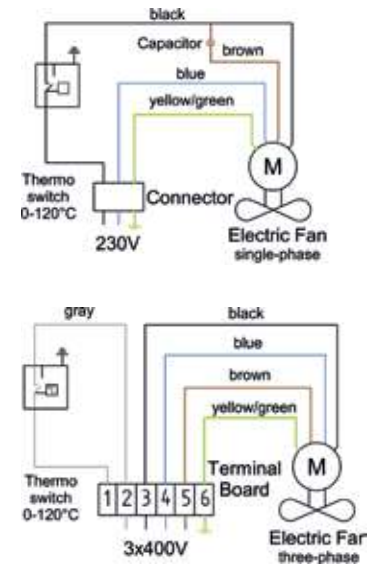 black
Capacitor
brown
blue
yellow/green
M
Thermo
switch
0-120°C
Connector
230V
Electric Fan
single-phase
gray
black
blue
brown
yellow/green
M
Thermo
switch
0-120°C
1 2 3 4 5 6
Terminal
Board
3x400V
Electric Fan
three-phase